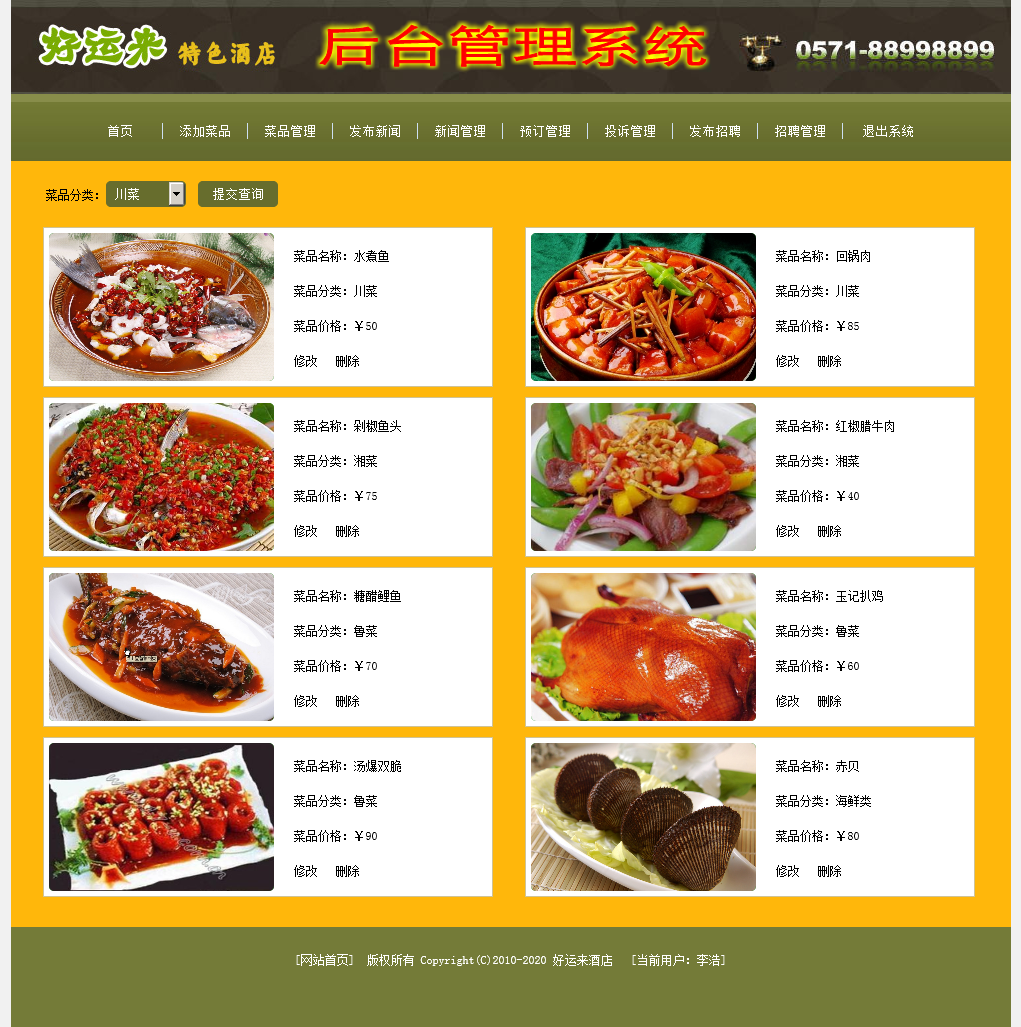 好运来 特色酒店 后台管理系统 0571-88998899
首页 添加菜品 菜品管理 发布新闻 新闻管理 预订管理 投诉管理 发布招聘 招聘管理 退出系统
菜品分类： 川菜 提交查询
菜品名称：水煮鱼
菜品分类：川菜
菜品价格：￥50
修改 删除
菜品名称：回锅肉
菜品分类：川菜
菜品价格：￥85
修改 删除
菜品名称：剁椒鱼头
菜品分类：湘菜
菜品价格：￥75
修改 删除
菜品名称：红椒腊牛肉
菜品分类：湘菜
菜品价格：￥40
修改 删除
菜品名称：糖醋鲤鱼
菜品分类：鲁菜
菜品价格：￥70
修改 删除
菜品名称：玉记扒鸡
菜品分类：鲁菜
菜品价格：￥60
修改 删除
菜品名称：汤爆双脆
菜品分类：鲁菜
菜品价格：￥90
修改 删除
菜品名称：赤贝
菜品分类：海鲜类
菜品价格：￥80
修改 删除
[网站首页] 版权所有 Copyright(C)2010-2020 好运来酒店 [当前用户：李浩]